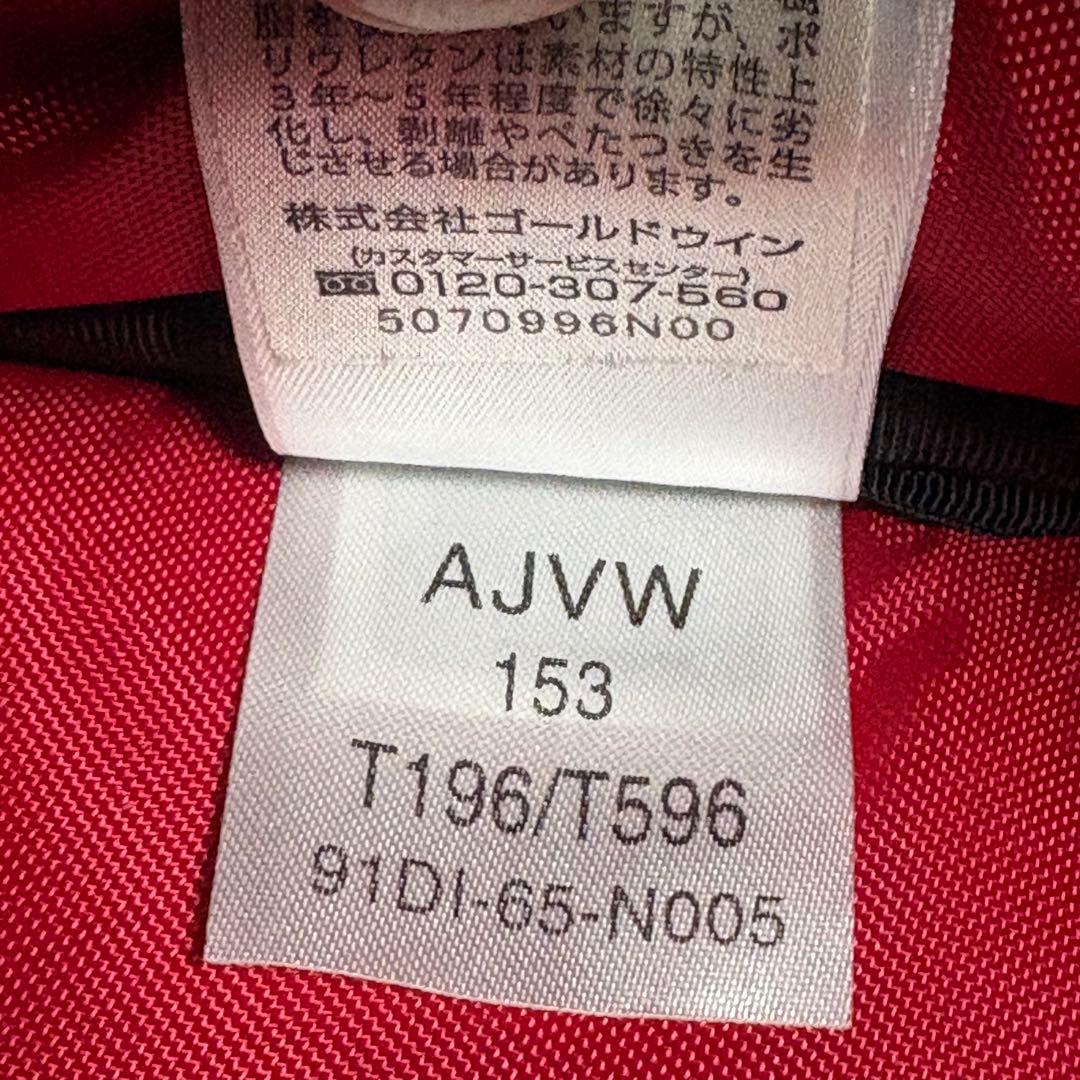 いますが、
リウレタンは素材の特性上
3年〜5年程度で徐々に劣
化し、剥離やべたつきを生
じさせる場合があります。
株式会社ゴールドウイン
(カスタマーサービスセンター)
0120-307-560
5070996N00
AJVW
153
T196/T596
91DI-65-N005